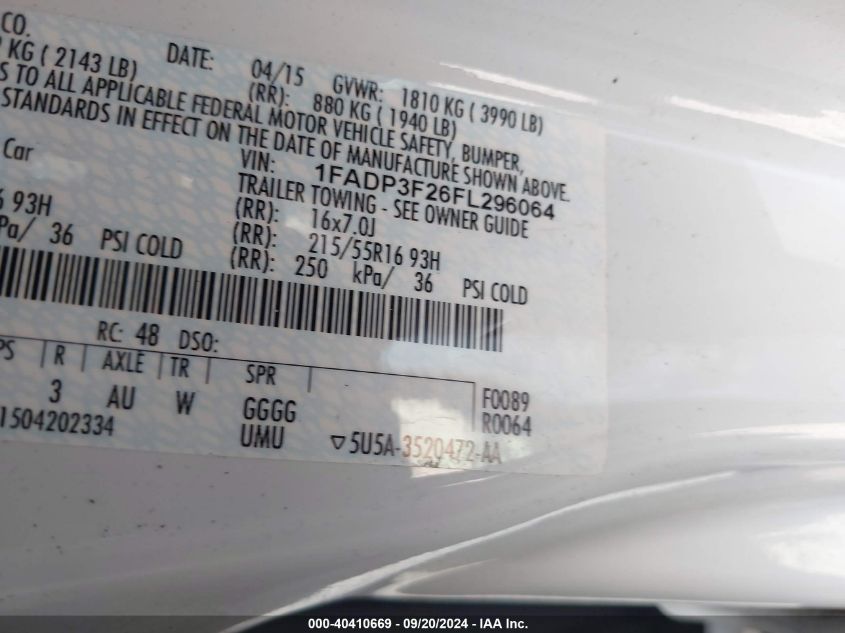 CO.
KG ( 2143 LB)
DATE: 04/15 GVWR: 1810 KG ( 3990 LB)
(RR): 880 KG ( 1940 LB)
S TO ALL APPLICABLE FEDERAL MOTOR VEHICLE SAFETY, BUMPER,
STANDARDS IN EFFECT ON THE DATE OF MANUFACTURE SHOWN ABOVE.
VIN: 1FADP3F26FL296064
Car
TRAILER TOWING - SEE OWNER GUIDE
(RR): 16x7.0J
6 93H (RR): 215/55R16 93H
Pa/ 36 PSI COLD (RR): 250 kPa/ 36 PSI COLD
RC: 48 DSO:
PS R AXLE TR SPR
3 AU W GGGG F0089
1504202334 UMU R0064
▽5U5A-3520472-AA
000-40410669 - 09/20/2024 - IAA Inc.